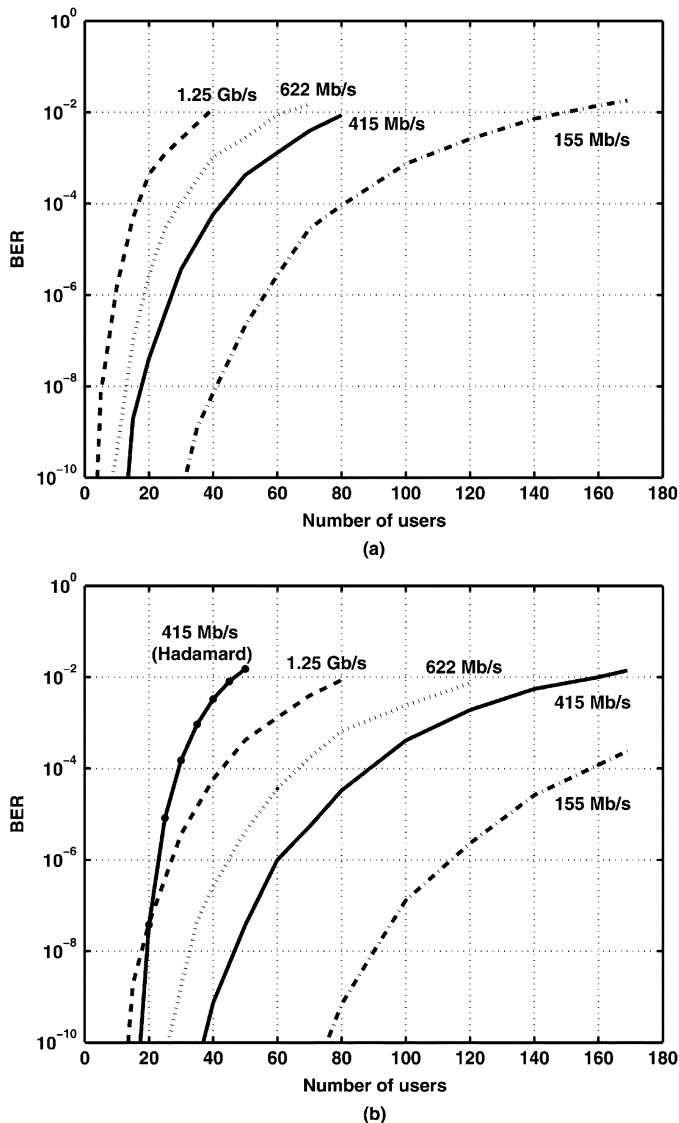 10^0
10^-2
10^-4
10^-6
10^-8
10^-10
BER
1.25 Gb/s
622 Mb/s
415 Mb/s
155 Mb/s
0 20 40 60 80 100 120 140 160 180
Number of users
(a)
10^0
10^-2
10^-4
10^-6
10^-8
10^-10
BER
415 Mb/s
(Hadamard)
1.25 Gb/s
622 Mb/s
415 Mb/s
155 Mb/s
0 20 40 60 80 100 120 140 160 180
Number of users
(b)